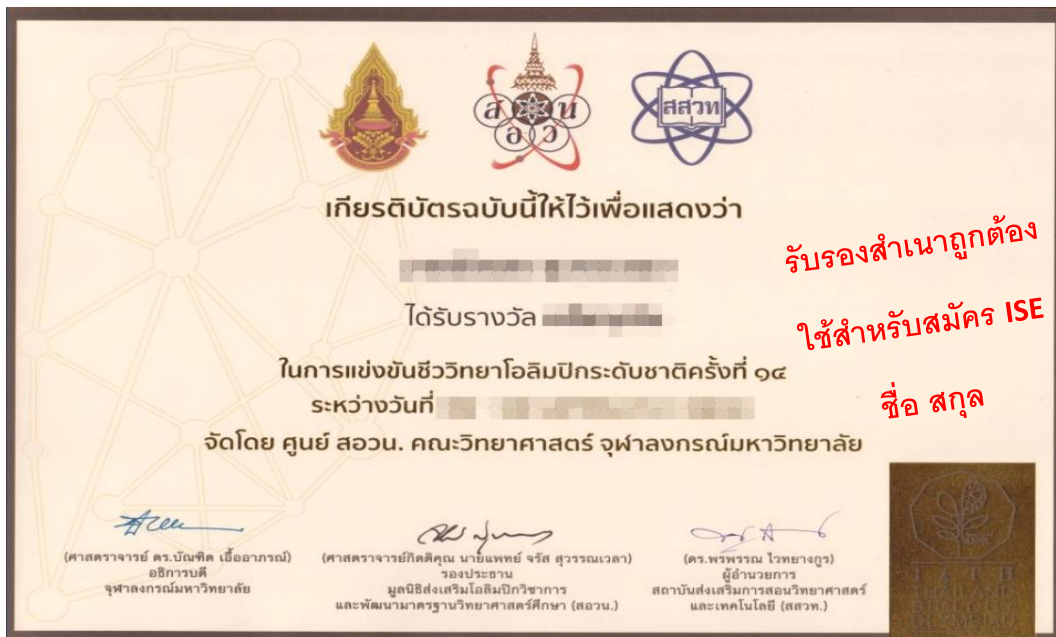 สอวน
สสวท
เกียรติบัตรฉบับนี้ให้ไว้เพื่อแสดงว่า
ได้รับรางวัล
ในการแข่งขันชีววิทยาโอลิมปิกระดับชาติครั้งที่ ๑๔
ระหว่างวันที่
จัดโดย ศูนย์ สอวน. คณะวิทยาศาสตร์ จุฬาลงกรณ์มหาวิทยาลัย
รับรองสำเนาถูกต้อง
ใช้สำหรับสมัคร ISE
ชื่อ สกุล
(ศาสตราจารย์ ดร.บัณฑิต เอื้ออาภรณ์)
อธิการบดี
จุฬาลงกรณ์มหาวิทยาลัย
(ศาสตราจารย์กิตติคุณ นายแพทย์ จรัส สุวรรณเวลา)
รองประธาน
มูลนิธิส่งเสริมโอลิมปิกวิชาการ
และพัฒนามาตรฐานวิทยาศาสตร์ศึกษา (สอวน.)
(ดร.พรพรรณ ไวทยางกูร)
ผู้อำนวยการ
สถาบันส่งเสริมการสอนวิทยาศาสตร์
และเทคโนโลยี (สสวท.)
14TH
THAILAND
BIOLOGY
OLYMPIAD